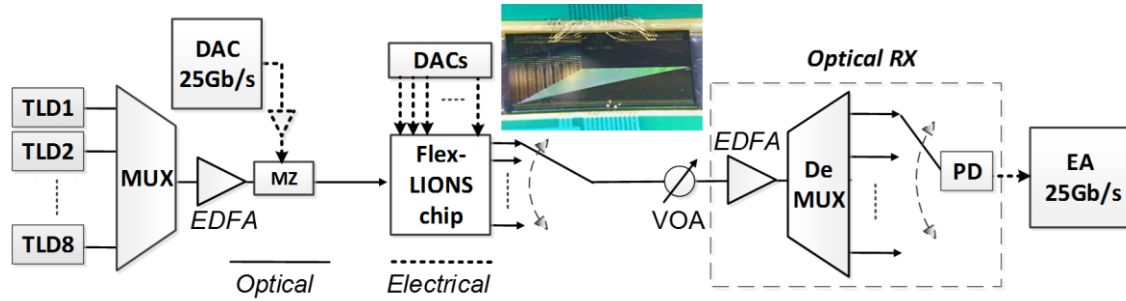 DAC
25Gb/s
DACs
Optical RX
TLD1
TLD2
TLD8
MUX
EDFA
MZ
Flex-
LIONS
chip
VOA
EDFA
De
MUX
PD
EA
25Gb/s
Optical
Electrical